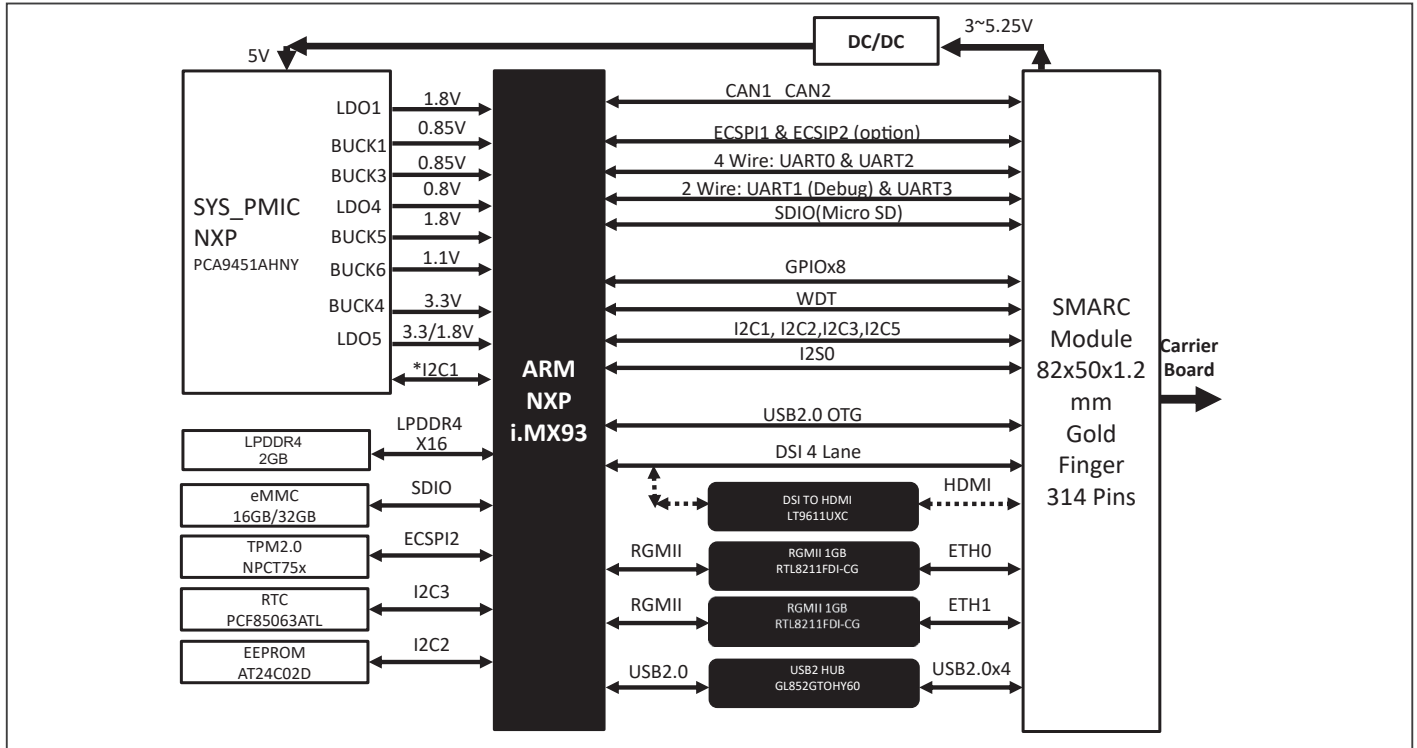 DC/DC
3~5.25V
5V
SYS_PMIC
NXP
PCA9451AHNY
LDO1
1.8V
BUCK1
0.85V
BUCK3
0.85V
LDO4
0.8V
BUCK5
1.8V
BUCK6
1.1V
BUCK4
3.3V
LDO5
3.3/1.8V
*I2C1
LPDDR4
2GB
LPDDR4
X16
eMMC
16GB/32GB
SDIO
TPM2.0
NPCT75x
ECSPI2
RTC
PCF85063ATL
I2C3
EEPROM
AT24C02D
I2C2
ARM
NXP
i.MX93
CAN1 CAN2
ECSPI1 & ECSIP2 (option)
4 Wire: UART0 & UART2
2 Wire: UART1 (Debug) & UART3
SDIO(Micro SD)
GPIOx8
WDT
I2C1, I2C2,I2C3,I2C5
I2S0
USB2.0 OTG
DSI 4 Lane
DSI TO HDMI
LT9611UXC
HDMI
RGMII
RGMII 1GB
RTL8211FDI-CG
ETH0
RGMII
RGMII 1GB
RTL8211FDI-CG
ETH1
USB2.0
USB2 HUB
GL852GTOHY60
USB2.0x4
SMARC
Module
82x50x1.2
mm
Gold
Finger
314 Pins
Carrier
Board